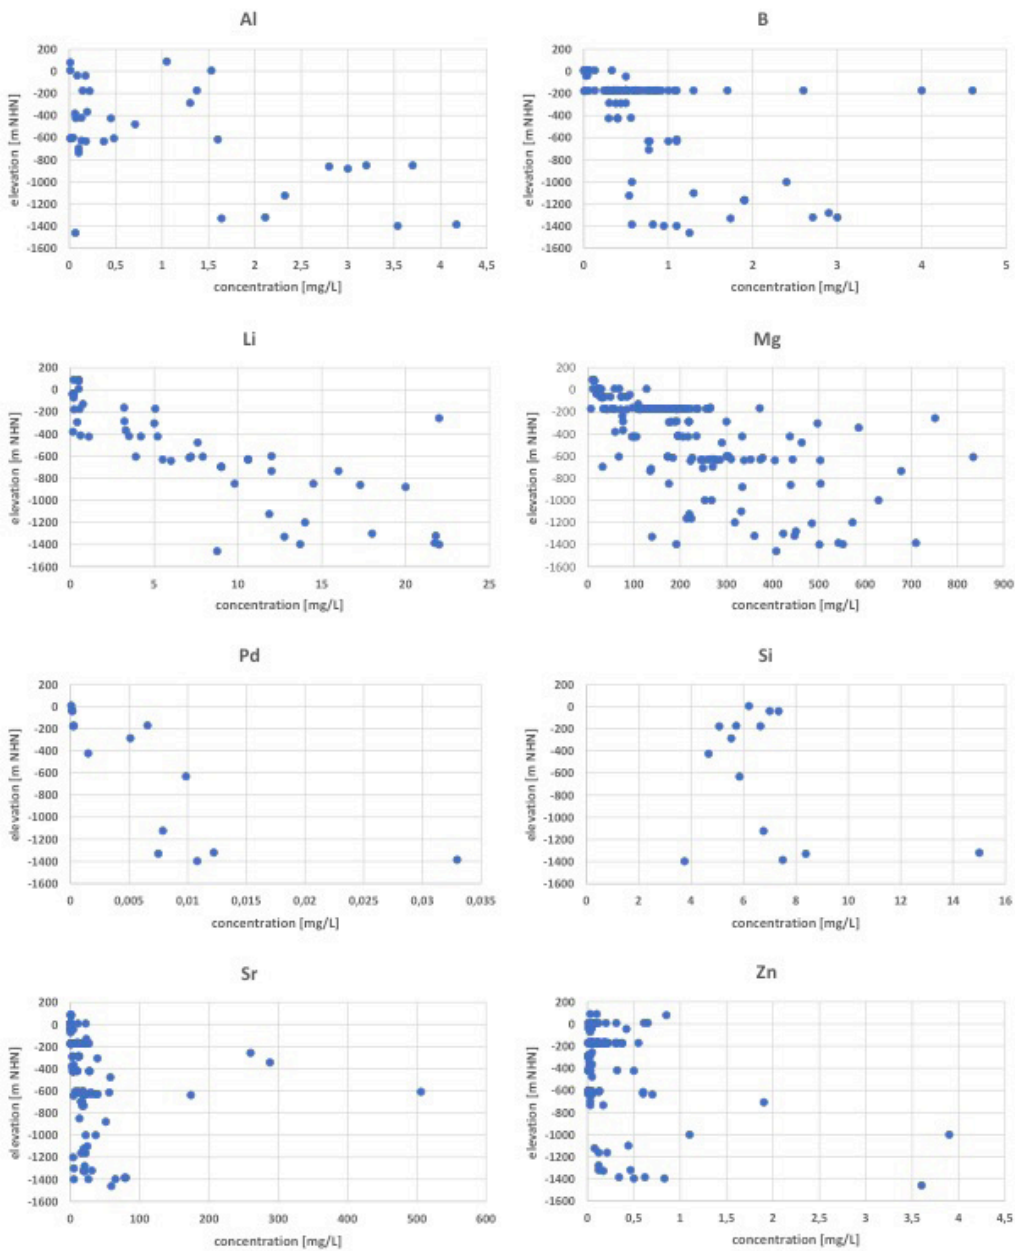 Al
200
0
-200
-400
-600
-800
-1000
-1200
-1400
-1600
elevation [m NHN]
0 0,5 1 1,5 2 2,5 3 3,5 4 4,5
concentration [mg/L]
B
200
0
-200
-400
-600
-800
-1000
-1200
-1400
-1600
elevation [m NHN]
0 1 2 3 4 5
concentration [mg/L]
Li
200
0
-200
-400
-600
-800
-1000
-1200
-1400
-1600
elevation [m NHN]
0 5 10 15 20 25
concentration [mg/L]
Mg
200
0
-200
-400
-600
-800
-1000
-1200
-1400
-1600
elevation [m NHN]
0 100 200 300 400 500 600 700 800 900
concentration [mg/L]
Pd
200
0
-200
-400
-600
-800
-1000
-1200
-1400
-1600
elevation [m NHN]
0 0,005 0,01 0,015 0,02 0,025 0,03 0,035
concentration [mg/L]
Si
200
0
-200
-400
-600
-800
-1000
-1200
-1400
-1600
elevation [m NHN]
0 2 4 6 8 10 12 14 16
concentration [mg/L]
Sr
200
0
-200
-400
-600
-800
-1000
-1200
-1400
-1600
elevation [m NHN]
0 100 200 300 400 500 600
concentration [mg/L]
Zn
200
0
-200
-400
-600
-800
-1000
-1200
-1400
-1600
elevation [m NHN]
0 0,5 1 1,5 2 2,5 3 3,5 4 4,5
concentration [mg/L]